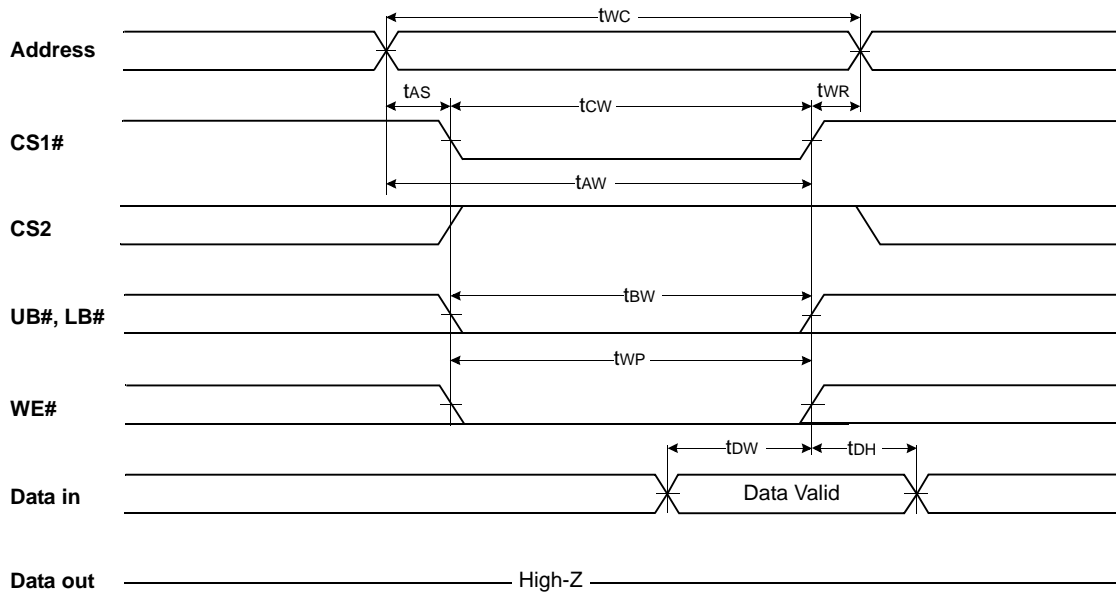 tWC
Address
tAS tCW tWR
CS1#
tAW
CS2
tBW
UB#, LB#
tWP
WE#
tDW tDH
Data in Data Valid
Data out High-Z